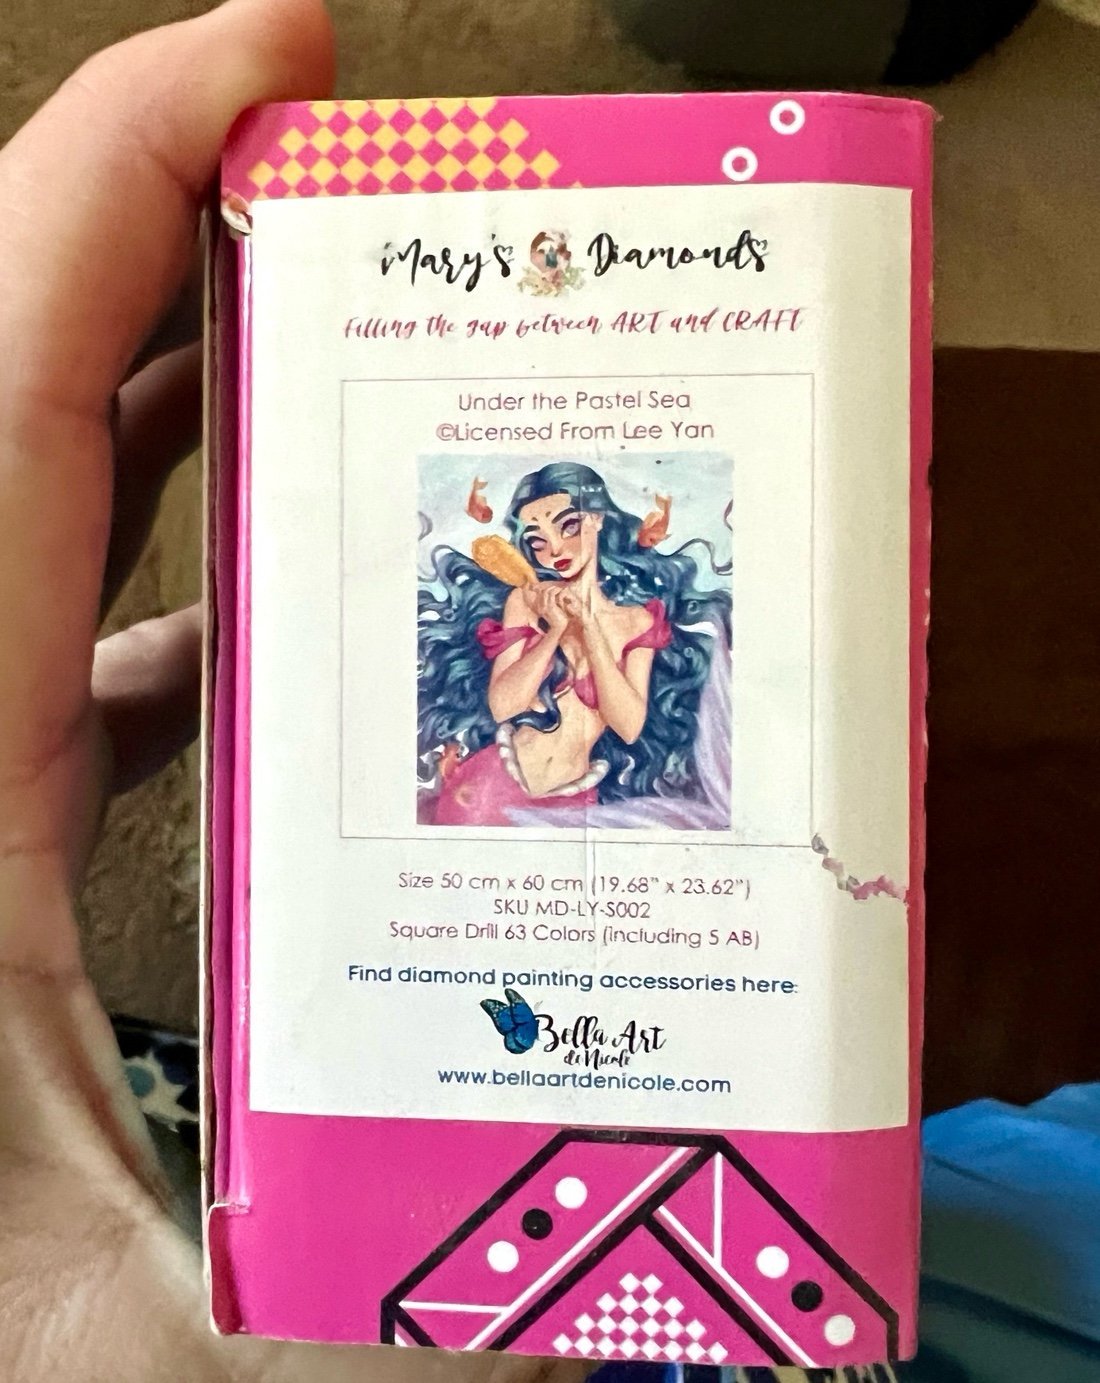 Mary's Diamonds
Filling the gap between ART and CRAFT
Under the Pastel Sea
©Licensed From Lee Yan
Size 50 cm x 60 cm (19.68" x 23.62")
SKU MD-LY-S002
Square Drill 63 Colors (including 5 AB)
Find diamond painting accessories here:
Bella Art
de Nicole
www.bellaartdenicole.com